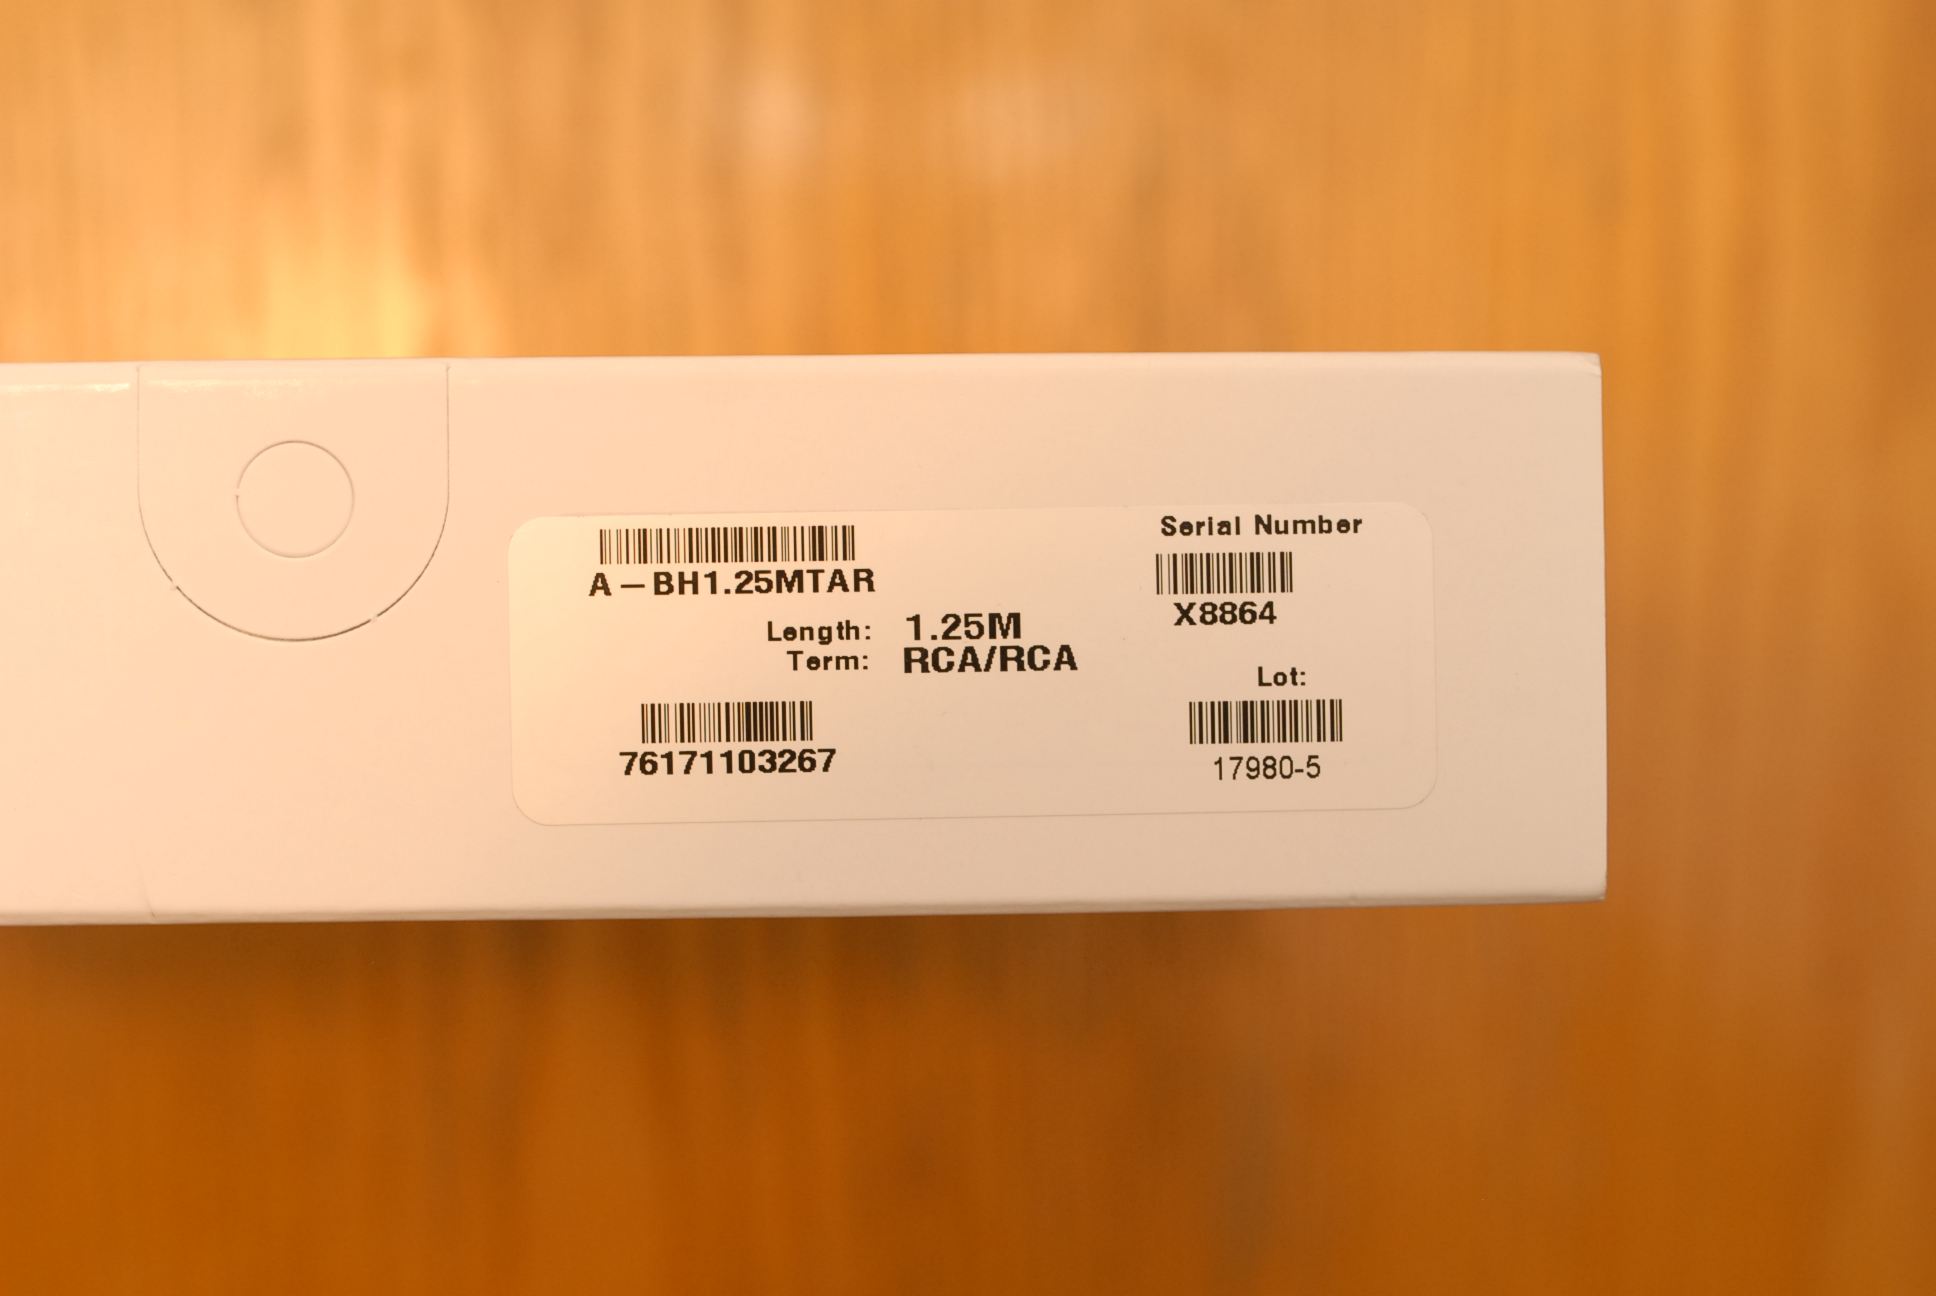 A-BH1.25MTAR
Length: 1.25M
Term: RCA/RCA
76171103267
Serial Number
X8864
Lot:
17980-5